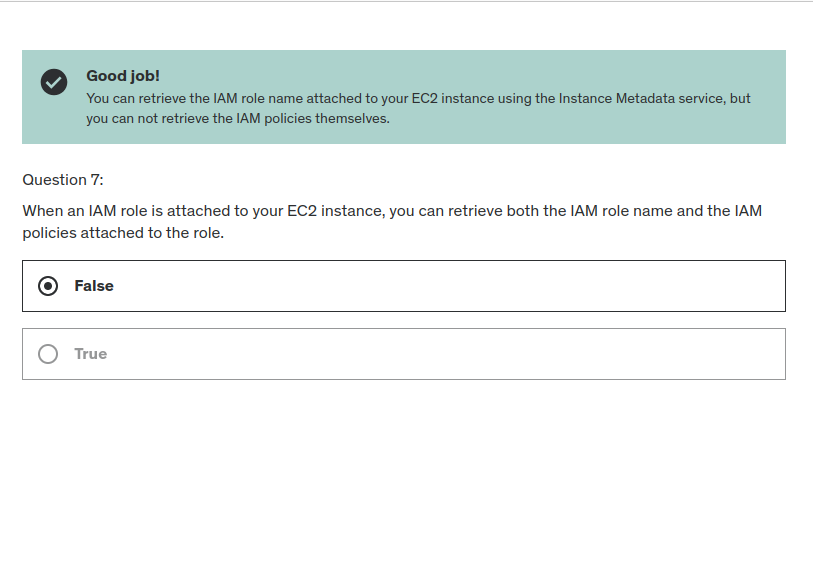 Good job!
You can retrieve the IAM role name attached to your EC2 instance using the Instance Metadata service, but
you can not retrieve the IAM policies themselves.
Question 7:
When an IAM role is attached to your EC2 instance, you can retrieve both the IAM role name and the IAM
policies attached to the role.
False
True